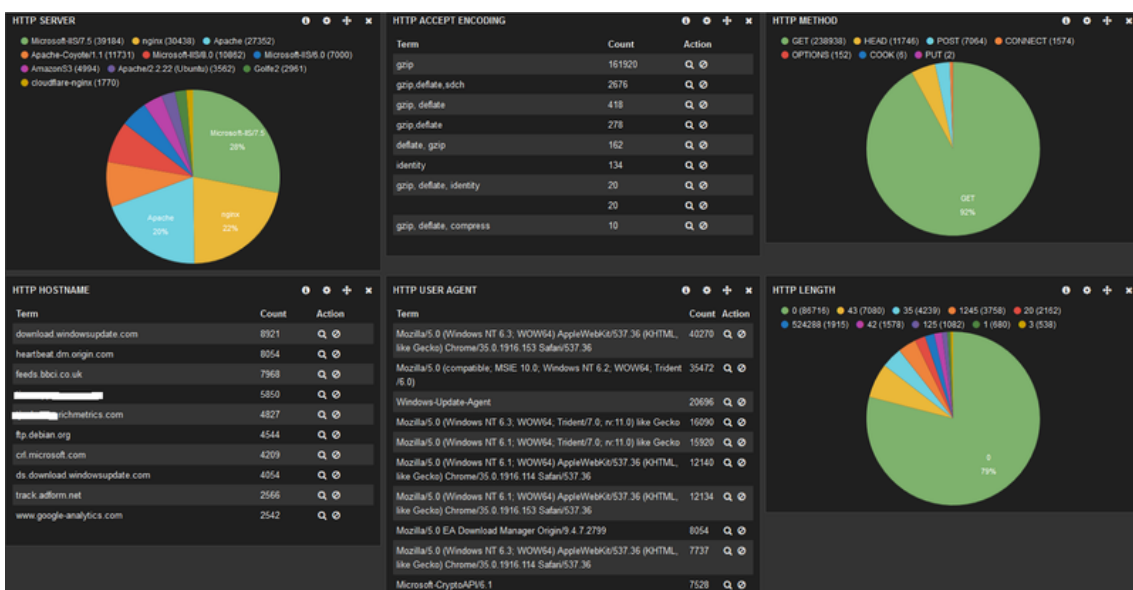 HTTP SERVER
Microsoft-IIS/7.5 (39184) nginx (30438) Apache (27352)
Apache-Coyote/1.1 (11731) Microsoft-IIS/8.0 (10862) Microsoft-IIS/6.0 (7000)
AmazonS3 (4994) Apache/2.2.22 (Ubuntu) (3562) Golfe2 (2961)
cloudflare-nginx (1770)
Microsoft-IIS/7.5
28%
Apache
20%
nginx
22%
HTTP ACCEPT ENCODING
Term Count Action
gzip 161920
gzip,deflate,sdch 2676
gzip, deflate 418
gzip,deflate 278
deflate, gzip 162
identity 134
gzip, deflate, identity 20
20
gzip, deflate, compress 10
HTTP METHOD
GET (238938) HEAD (11746) POST (7064) CONNECT (1574)
OPTIONS (152) COOK (6) PUT (2)
GET
92%
HTTP HOSTNAME
Term Count Action
download.windowsupdate.com 8921
heartbeat.dm.origin.com 8054
feeds.bbci.co.uk 7968
5850
richmetrics.com 4827
ftp.debian.org 4544
crl.microsoft.com 4209
ds.download.windowsupdate.com 4054
track.adform.net 2566
www.google-analytics.com 2542
HTTP USER AGENT
Term Count Action
Mozilla/5.0 (Windows NT 6.3; WOW64) AppleWebKit/537.36 (KHTML, 40270
like Gecko) Chrome/35.0.1916.153 Safari/537.36
Mozilla/5.0 (compatible; MSIE 10.0; Windows NT 6.2; WOW64; Trident 35472
/6.0)
Windows-Update-Agent 20696
Mozilla/5.0 (Windows NT 6.3; WOW64; Trident/7.0; rv:11.0) like Gecko 16090
Mozilla/5.0 (Windows NT 6.1; WOW64; Trident/7.0; rv:11.0) like Gecko 15920
Mozilla/5.0 (Windows NT 6.1; WOW64) AppleWebKit/537.36 (KHTML, 12140
like Gecko) Chrome/35.0.1916.114 Safari/537.36
Mozilla/5.0 (Windows NT 6.1; WOW64) AppleWebKit/537.36 (KHTML, 12134
like Gecko) Chrome/35.0.1916.153 Safari/537.36
Mozilla/5.0 EA Download Manager Origin/9.4.7.2799 8054
Mozilla/5.0 (Windows NT 6.3; WOW64) AppleWebKit/537.36 (KHTML, 7737
like Gecko) Chrome/35.0.1916.114 Safari/537.36
Microsoft-CryptoAPI/6.1 7528
HTTP LENGTH
0 (86716) 43 (7080) 35 (4239) 1245 (3758) 20 (2162)
524288 (1915) 42 (1578) 125 (1082) 1 (680) 3 (538)
0
79%